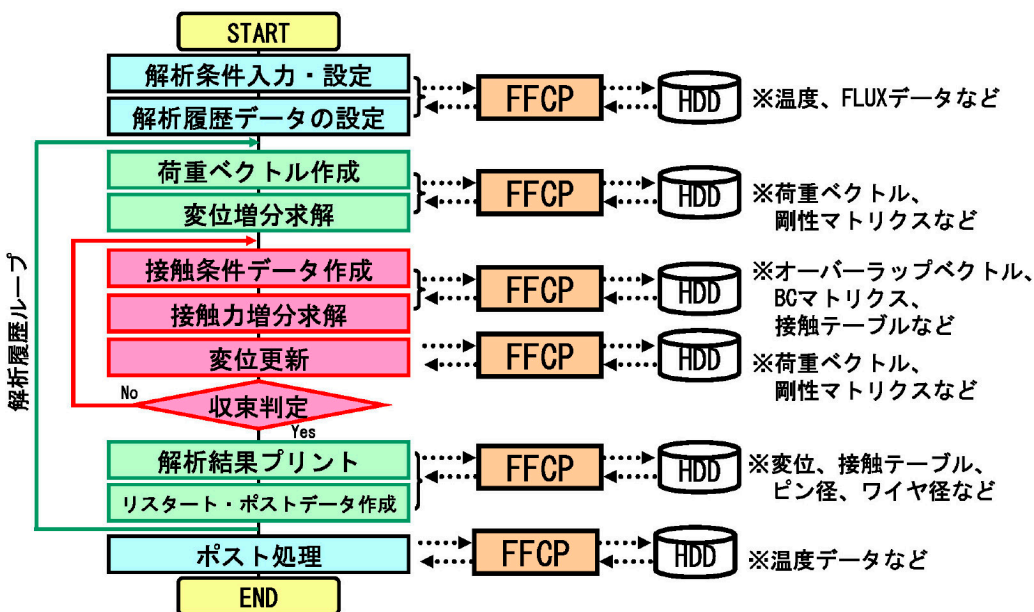 START
解析条件入力・設定
解析履歴データの設定
FFCP
HDD
※温度、FLUXデータなど
荷重ベクトル作成
変位増分求解
FFCP
HDD
※荷重ベクトル、
剛性マトリクスなど
接触条件データ作成
接触力増分求解
FFCP
HDD
※オーバーラップベクトル、
BCマトリクス、
接触テーブルなど
変位更新
FFCP
HDD
※荷重ベクトル、
剛性マトリクスなど
収束判定
No
Yes
解析結果プリント
リスタート・ポストデータ作成
FFCP
HDD
※変位、接触テーブル、
ピン径、ワイヤ径など
解析履歴ループ
ポスト処理
FFCP
HDD
※温度データなど
END